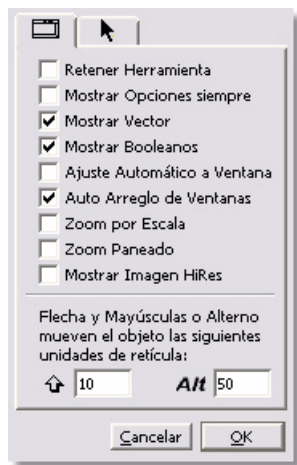 Retener Herramienta
Mostrar Opciones siempre
Mostrar Vector
Mostrar Booleanos
Ajuste Automático a Ventana
Auto Arreglo de Ventanas
Zoom por Escala
Zoom Paneado
Mostrar Imagen HiRes
Flecha y Mayúsculas o Alterno
mueven el objeto las siguientes
unidades de retícula:
10 Alt 50
Cancelar OK